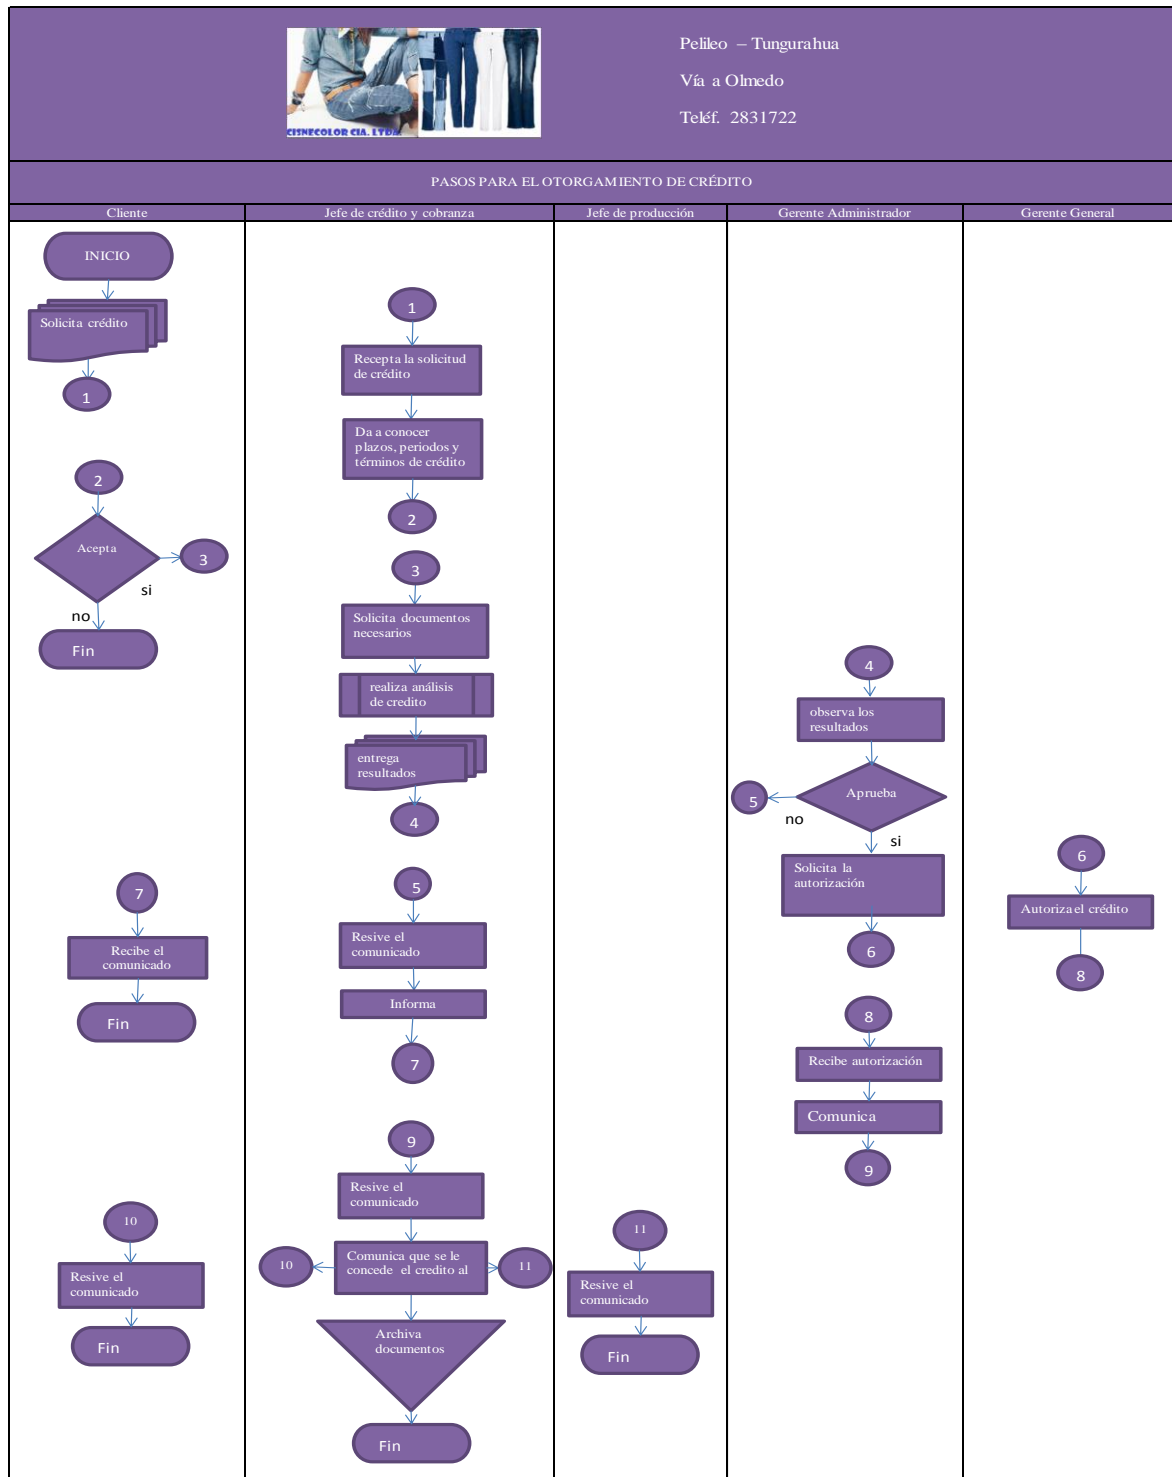 CISNECOLOR CIA. LTDA.
Pelileo – Tungurahua
Vía a Olmedo
Teléf. 2831722
PASOS PARA EL OTORGAMIENTO DE CRÉDITO
Cliente
Jefe de crédito y cobranza
Jefe de producción
Gerente Administrador
Gerente General
INICIO
Solicita crédito
1
2
Acepta
3
si
no
Fin
7
Recibe el
comunicado
Fin
10
Resive el
comunicado
Fin
1
Recepta la solicitud
de crédito
Da a conocer
plazos, periodos y
términos de crédito
2
3
Solicita documentos
necesarios
realiza análisis
de credito
entrega
resultados
4
5
Resive el
comunicado
Informa
7
9
Resive el
comunicado
10
Comunica que se le
concede el credito al
11
Archiva
documentos
Fin
11
Resive el
comunicado
Fin
4
observa los
resultados
Aprueba
5
no
si
Solicita la
autorización
6
8
Recibe autorización
Comunica
9
6
Autoriza el crédito
8